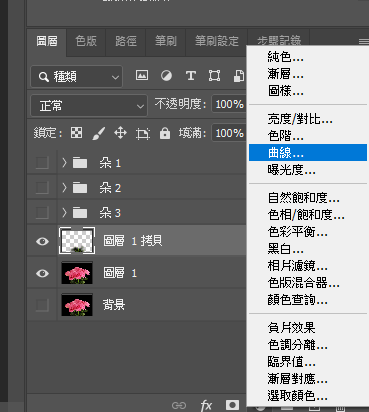 圖層 色版 路徑 筆刷 筆刷設定 步驟記錄
種類
正常 不透明度: 100%
鎖定: 填滿: 100%
朵 1
朵 2
朵 3
圖層 1 拷貝
圖層 1
背景
fx
純色...
漸層...
圖樣...
亮度/對比...
色階...
曲線...
曝光度...
自然飽和度...
色相/飽和度...
色彩平衡...
黑白...
相片濾鏡...
色版混合器...
顏色查詢...
負片效果
色調分離...
臨界值...
漸層對應...
選取顏色...